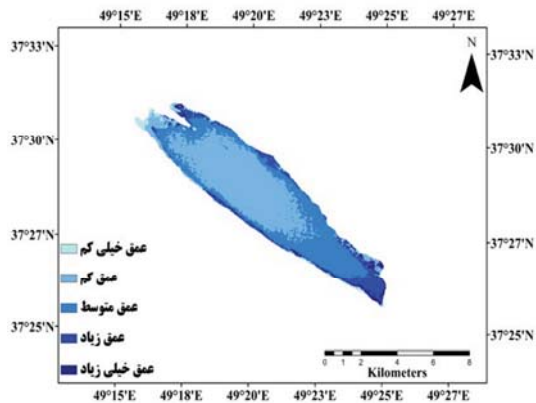 49°15'E 49°18'E 49°20'E 49°23'E 49°25'E 49°27'E
37°33'N
37°33'N
N
37°30'N
37°30'N
37°27'N
37°27'N
37°25'N
37°25'N
عمق خیلی کم
عمق کم
عمق متوسط
عمق زیاد
عمق خیلی زیاد
0 1 2 4 6 8
Kilometers
49°15'E 49°18'E 49°20'E 49°23'E 49°25'E 49°27'E